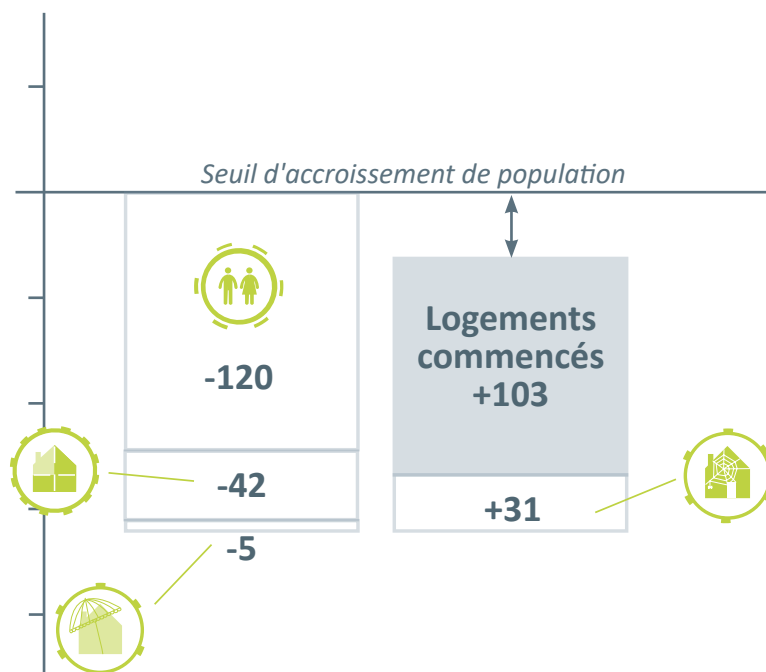 Seuil d'accroissement de population
-120
-42
-5
Logements
commencés
+103
+31